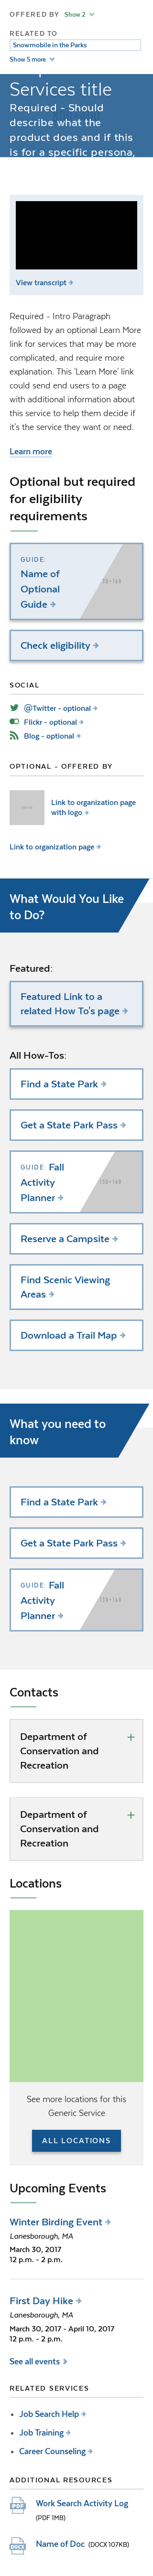 OFFERED BY Show 2
RELATED TO
Snowmobile in the Parks
Show 5 more
Services title
Required - Should
describe what the
product does and if this
is for a specific persona,
View transcript
Required - Intro Paragraph
followed by an optional Learn More
link for services that may be more
complicated, and require more
explanation. This 'Learn More' link
could could send end users to a page
with additional information about
this service to help them decide if
it's the service they want or need.
Learn more
Optional but required
for eligibility
requirements
GUIDE:
Name of
Optional
Guide
Check eligibility
SOCIAL
@Twitter - optional
Flickr - optional
Blog - optional
OPTIONAL - OFFERED BY
Link to organization page
with logo
Link to organization page
What Would You Like
to Do?
Featured:
Featured Link to a
related How To's page
All How-Tos:
Find a State Park
Get a State Park Pass
GUIDE: Fall
Activity
Planner
Reserve a Campsite
Find Scenic Viewing
Areas
Download a Trail Map
What you need to
know
Find a State Park
Get a State Park Pass
GUIDE: Fall
Activity
Planner
Contacts
Department of
Conservation and
Recreation
Department of
Conservation and
Recreation
Locations
See more locations for this
Generic Service
ALL LOCATIONS
Upcoming Events
Winter Birding Event
Lanesborough, MA
March 30, 2017
12 p.m. - 2 p.m.
First Day Hike
Lanesborough, MA
March 30, 2017 - April 10, 2017
12 p.m. - 2 p.m.
See all events
RELATED SERVICES
Job Search Help
Job Training
Career Counseling
ADDITIONAL RESOURCES
PDF Work Search Activity Log
(PDF 1MB)
DOCX Name of Doc (DOCX 107KB)